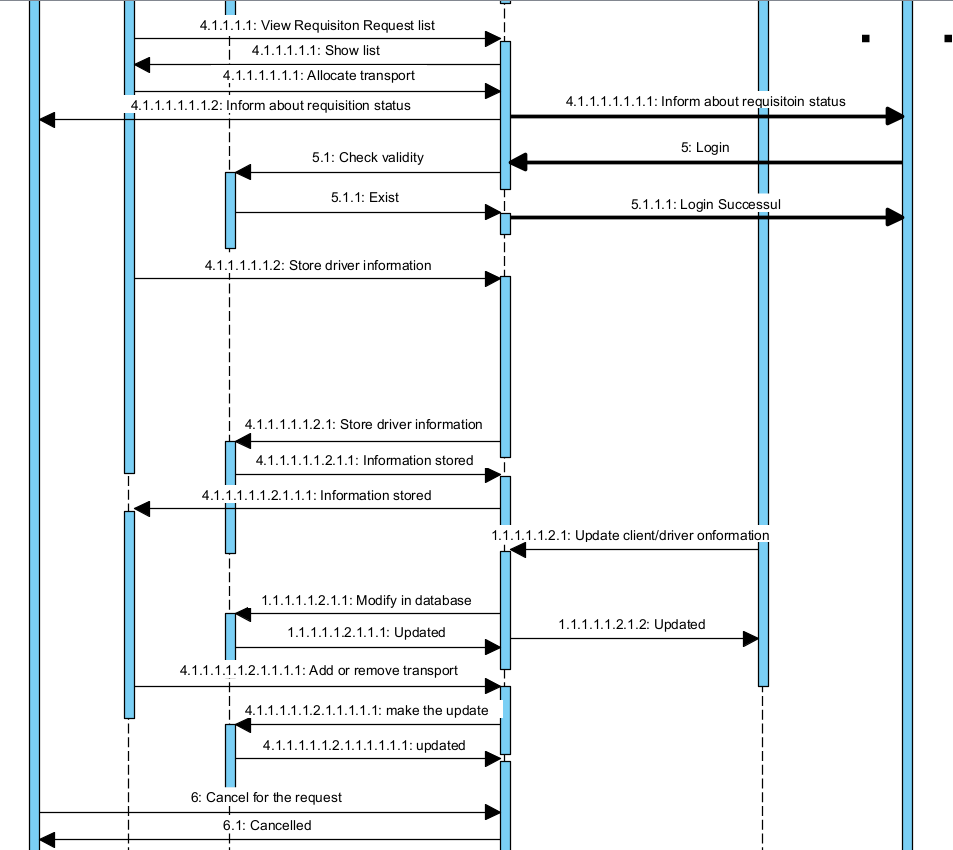 4.1.1.1.1: View Requisiton Request list
4.1.1.1.1.1: Show list
4.1.1.1.1.1.1: Allocate transport
4.1.1.1.1.1.1.2: Inform about requisition status
4.1.1.1.1.1.1.1: Inform about requisitoin status
5: Login
5.1: Check validity
5.1.1: Exist
5.1.1.1: Login Successul
4.1.1.1.1.1.2: Store driver information
4.1.1.1.1.1.2.1: Store driver information
4.1.1.1.1.1.2.1.1: Information stored
4.1.1.1.1.1.2.1.1.1: Information stored
1.1.1.1.1.2.1: Update client/driver onformation
1.1.1.1.1.2.1.1: Modify in database
1.1.1.1.1.2.1.2: Updated
1.1.1.1.1.2.1.1.1: Updated
4.1.1.1.1.1.2.1.1.1.1: Add or remove transport
4.1.1.1.1.1.2.1.1.1.1.1: make the update
4.1.1.1.1.1.2.1.1.1.1.1.1: updated
6: Cancel for the request
6.1: Cancelled